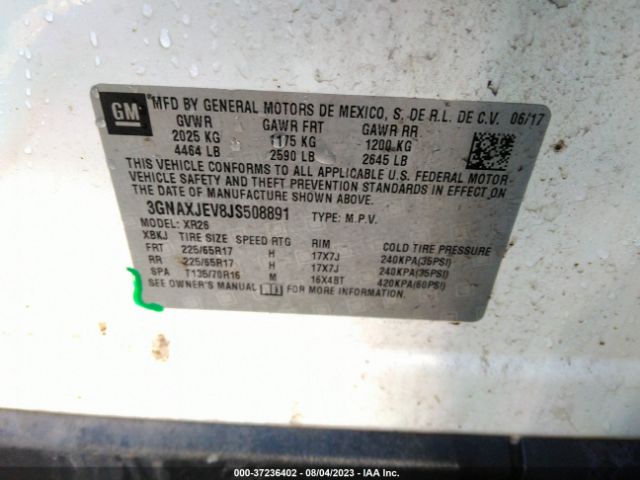 GM
MFD BY GENERAL MOTORS DE MEXICO, S. DE R.L. DE C.V. 06/17
GVWR GAWR FRT GAWR RR
2025 KG 1175 KG 1200 KG
4464 LB 2590 LB 2645 LB
THIS VEHICLE CONFORMS TO ALL APPLICABLE U.S. FEDERAL MOTOR
VEHICLE SAFETY AND THEFT PREVENTION STANDARDS IN EFFECT ON
THE DATE OF MANUFACTURE SHOWN ABOVE.
3GNAXJEV8JS508891 TYPE: M.P.V.
MODEL: XR26
XBKJ TIRE SIZE SPEED RTG RIM COLD TIRE PRESSURE
FRT 225/65R17 H 17X7J 240KPA(35PSI)
RR 225/65R17 H 17X7J 240KPA(35PSI)
SPA T135/70R16 M 16X4BT 420KPA(60PSI)
SEE OWNER'S MANUAL FOR MORE INFORMATION.
000-37236402 - 08/04/2023 - IAA Inc.